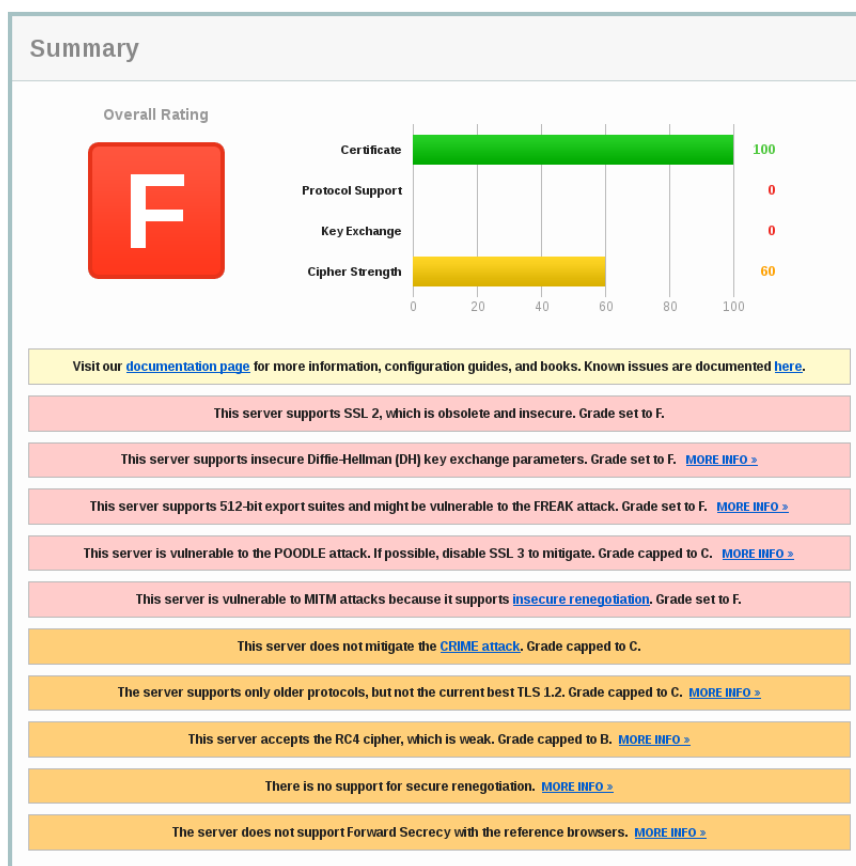 Summary
Overall Rating
F
Certificate 100
Protocol Support 0
Key Exchange 0
Cipher Strength 60
0 20 40 60 80 100
Visit our documentation page for more information, configuration guides, and books. Known issues are documented here.
This server supports SSL 2, which is obsolete and insecure. Grade set to F.
This server supports insecure Diffie-Hellman (DH) key exchange parameters. Grade set to F. MORE INFO »
This server supports 512-bit export suites and might be vulnerable to the FREAK attack. Grade set to F. MORE INFO »
This server is vulnerable to the POODLE attack. If possible, disable SSL 3 to mitigate. Grade capped to C. MORE INFO »
This server is vulnerable to MITM attacks because it supports insecure renegotiation. Grade set to F.
This server does not mitigate the CRIME attack. Grade capped to C.
The server supports only older protocols, but not the current best TLS 1.2. Grade capped to C. MORE INFO »
This server accepts the RC4 cipher, which is weak. Grade capped to B. MORE INFO »
There is no support for secure renegotiation. MORE INFO »
The server does not support Forward Secrecy with the reference browsers. MORE INFO »